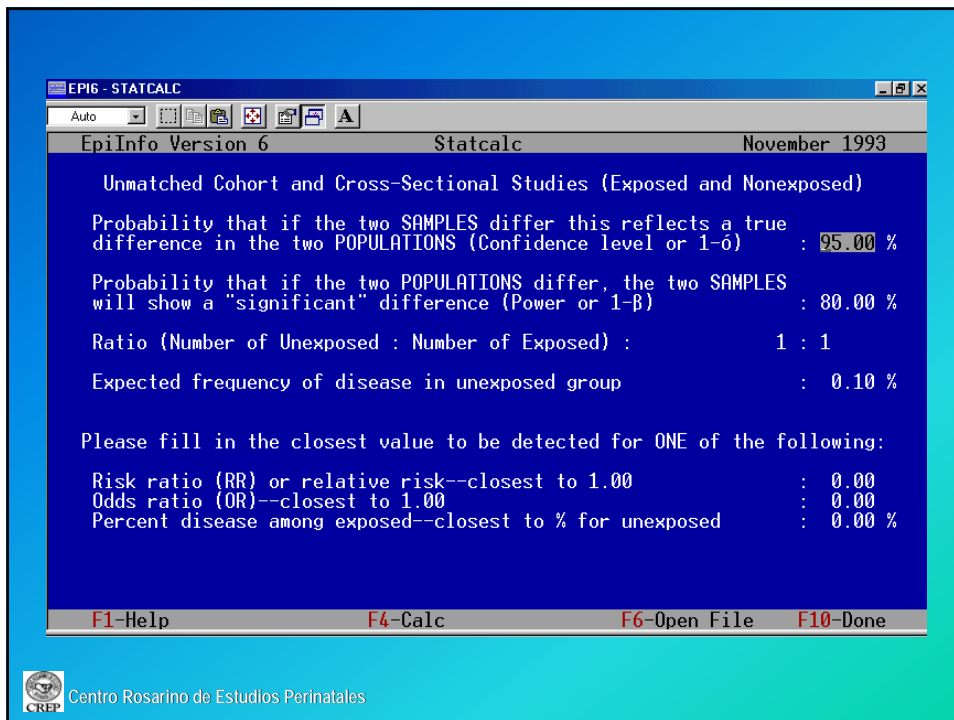 EPI6 - STATCALC
Auto
A
EpiInfo Version 6 Statcalc November 1993
Unmatched Cohort and Cross-Sectional Studies (Exposed and Nonexposed)
Probability that if the two SAMPLES differ this reflects a true
difference in the two POPULATIONS (Confidence level or 1-ó) : 95.00 %
Probability that if the two POPULATIONS differ, the two SAMPLES
will show a "significant" difference (Power or 1-β) : 80.00 %
Ratio (Number of Unexposed : Number of Exposed) : 1 : 1
Expected frequency of disease in unexposed group : 0.10 %
Please fill in the closest value to be detected for ONE of the following:
Risk ratio (RR) or relative risk--closest to 1.00 : 0.00
Odds ratio (OR)--closest to 1.00 : 0.00
Percent disease among exposed--closest to % for unexposed : 0.00 %
F1-Help F4-Calc F6-Open File F10-Done
CREP Centro Rosarino de Estudios Perinatales